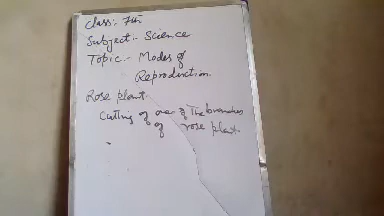 Class:- 7th
Subject:- Science
Topic:- Modes of
Reproduction.
Rose plant
Cutting of one of The branches
of rose plant.